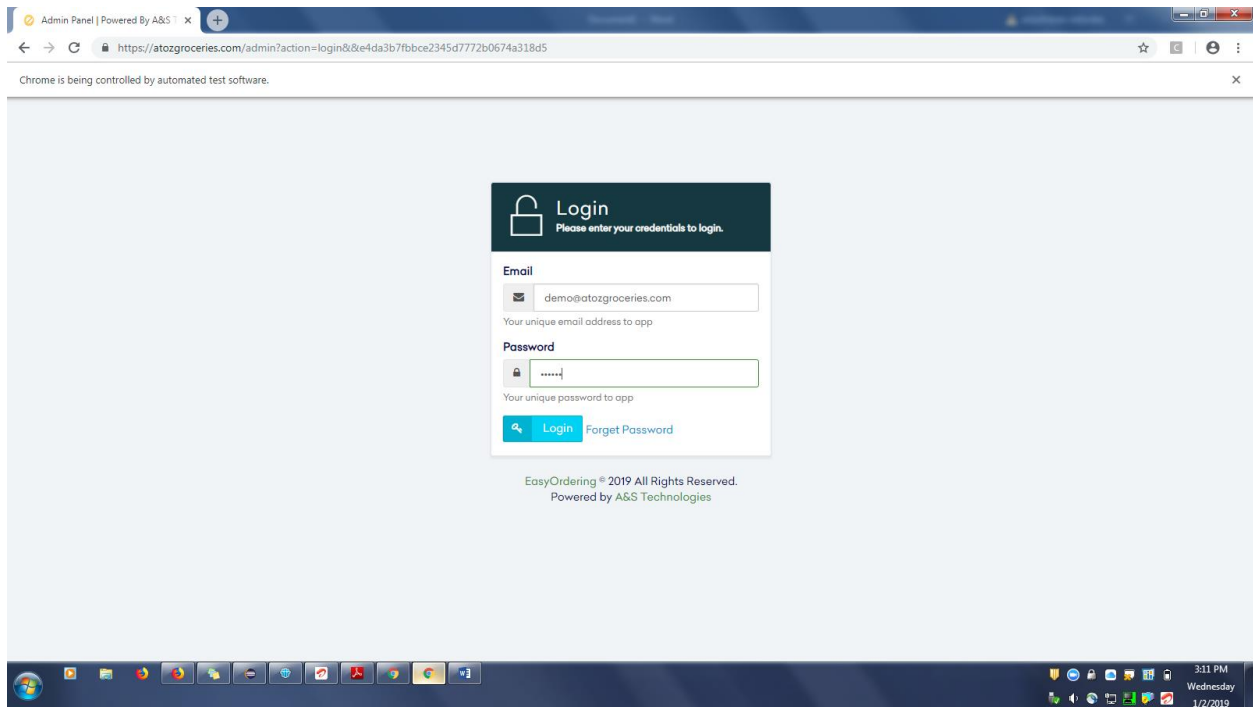 Admin Panel | Powered By A&S T
https://atozgroceries.com/admin?action=login&&e4da3b7fbbce2345d7772b0674a318d5
Chrome is being controlled by automated test software.
Login
Please enter your credentials to login.
Email
demo@atozgroceries.com
Your unique email address to app
Password
Your unique password to app
Login Forget Password
EasyOrdering © 2019 All Rights Reserved.
Powered by A&S Technologies
3:11 PM
Wednesday
1/2/2019